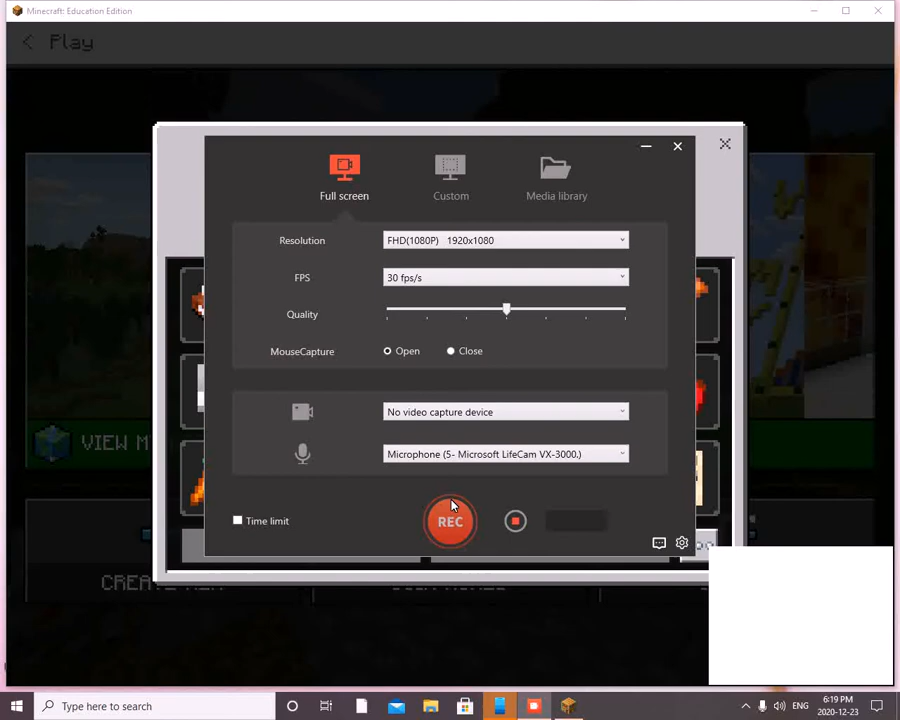 Minecraft: Education Edition
Play
Full screen
Custom
Media library
Resolution
FHD(1080P) 1920x1080
FPS
30 fps/s
Quality
MouseCapture
Open
Close
No video capture device
Microphone (5- Microsoft LifeCam VX-3000.)
VIEW M
Time limit
REC
Type here to search
ENG
6:19 PM
2020-12-23